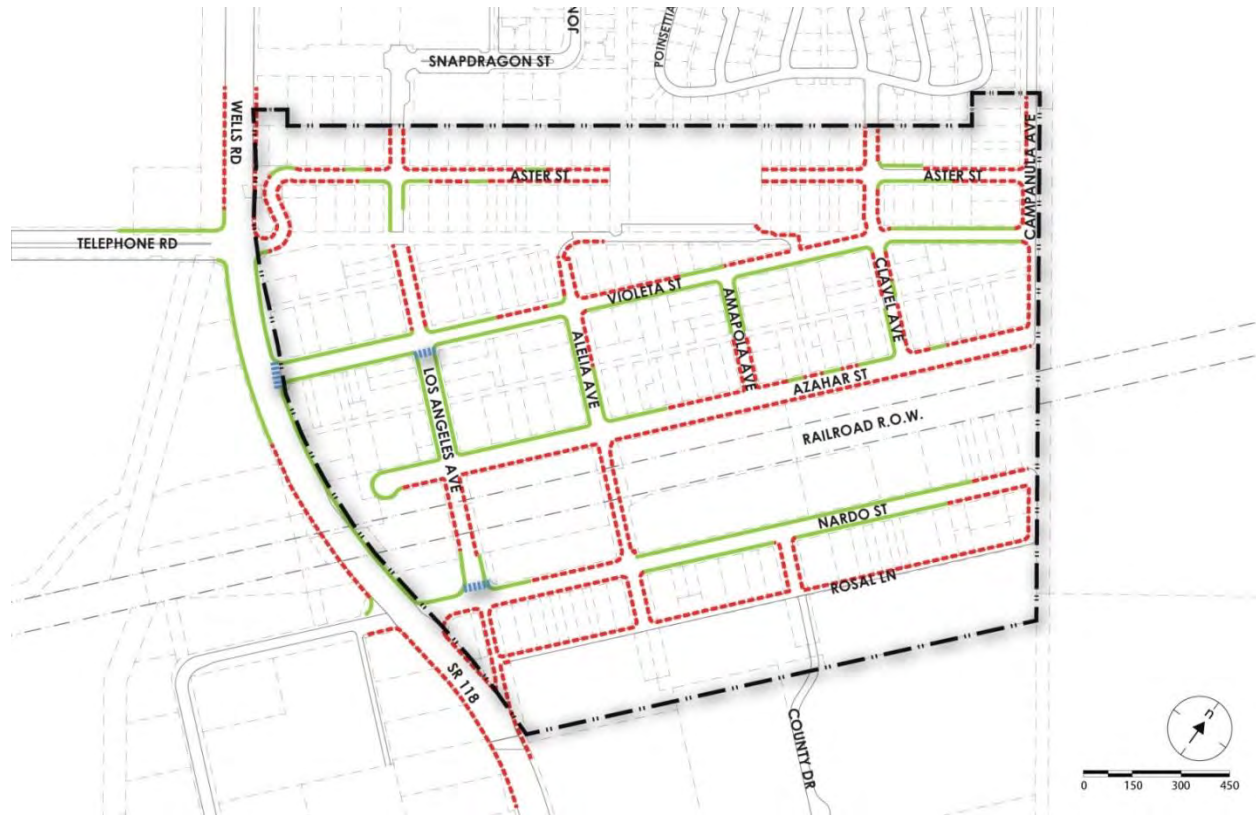 JON
SNAPDRAGON ST
POINSETTIA
WELLS RD
CAMPANULA AVE
ASTER ST
ASTER ST
TELEPHONE RD
VIOLETA ST
CLAVEL AVE
AMAPOLA AVE
ALELIA AVE
LOS ANGELES AVE
AZAHAR ST
RAILROAD R.O.W.
NARDO ST
ROSAL LN
SR 118
COUNTY DR
n
0 150 300 450